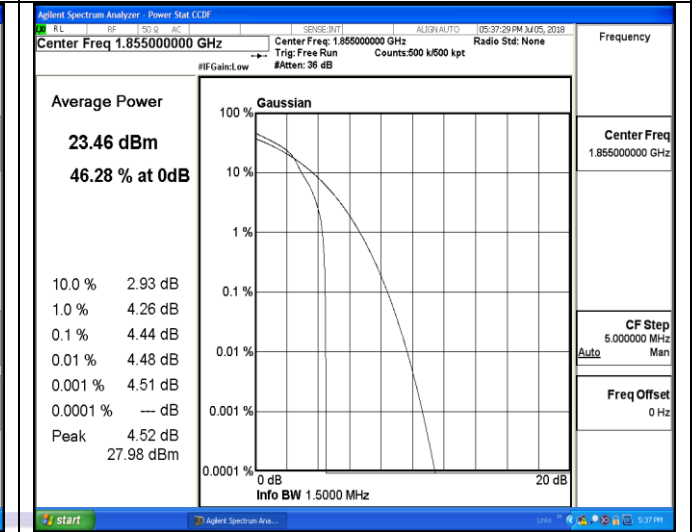 Agilent Spectrum Analyzer - Power Stat CCDF
RL RF 50 Ω AC SENSE:INT ALIGN AUTO 05:37:29 PM Jul 05, 2018
Center Freq 1.855000000 GHz
Center Freq: 1.855000000 GHz Radio Std: None
Trig: Free Run Counts:500 k/500 kpt
#IFGain:Low #Atten: 36 dB
Frequency
Average Power
23.46 dBm
46.28 % at 0dB
10.0 % 2.93 dB
1.0 % 4.26 dB
0.1 % 4.44 dB
0.01 % 4.48 dB
0.001 % 4.51 dB
0.0001 % --- dB
Peak 4.52 dB
27.98 dBm
Gaussian
100 %
10 %
1 %
0.1 %
0.01 %
0.001 %
0.0001 %
0 dB 20 dB
Info BW 1.5000 MHz
Center Freq
1.855000000 GHz
CF Step
5.000000 MHz
Auto Man
Freq Offset
0 Hz
start Agilent Spectrum Ana... Links » 5:37 PM